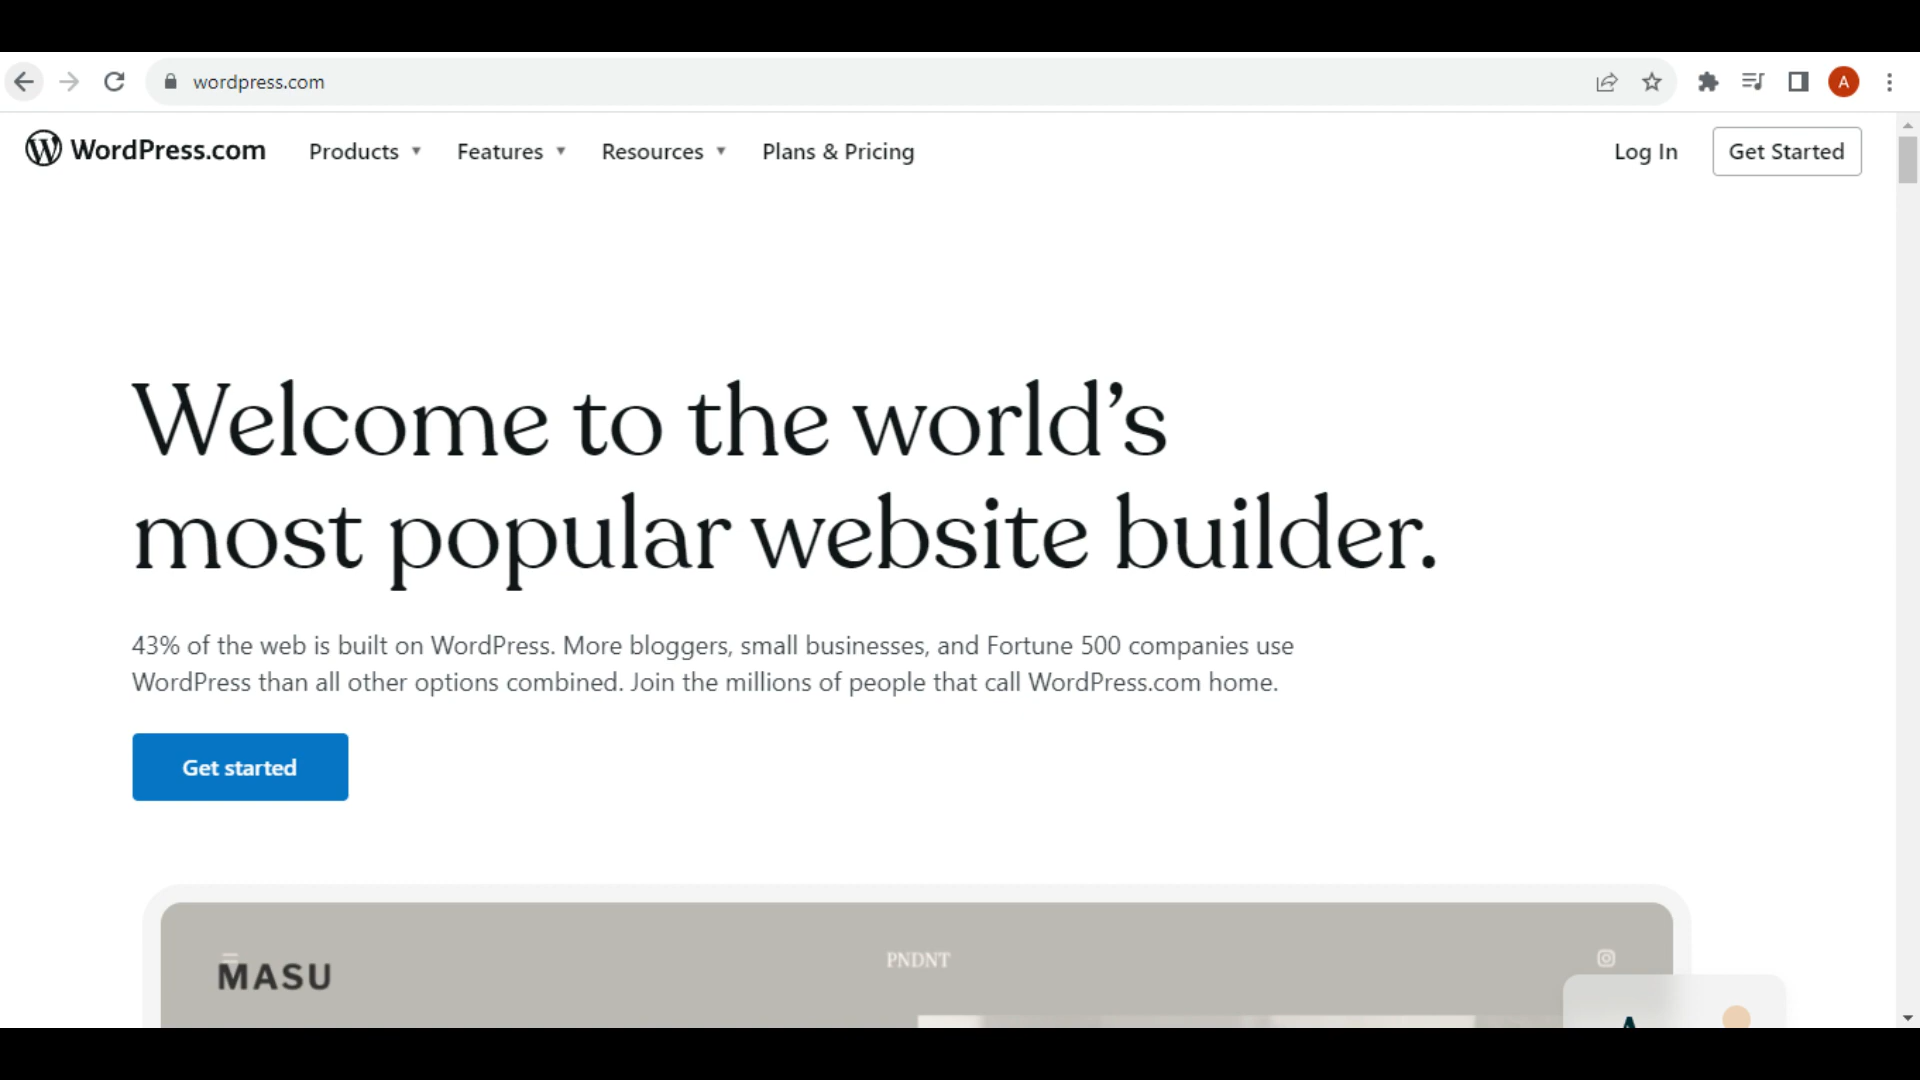 wordpress.com
A
WordPress.com Products Features Resources Plans & Pricing Log In Get Started
Welcome to the world’s
most popular website builder.
43% of the web is built on WordPress. More bloggers, small businesses, and Fortune 500 companies use
WordPress than all other options combined. Join the millions of people that call WordPress.com home.
Get started
MASU
PNDNT